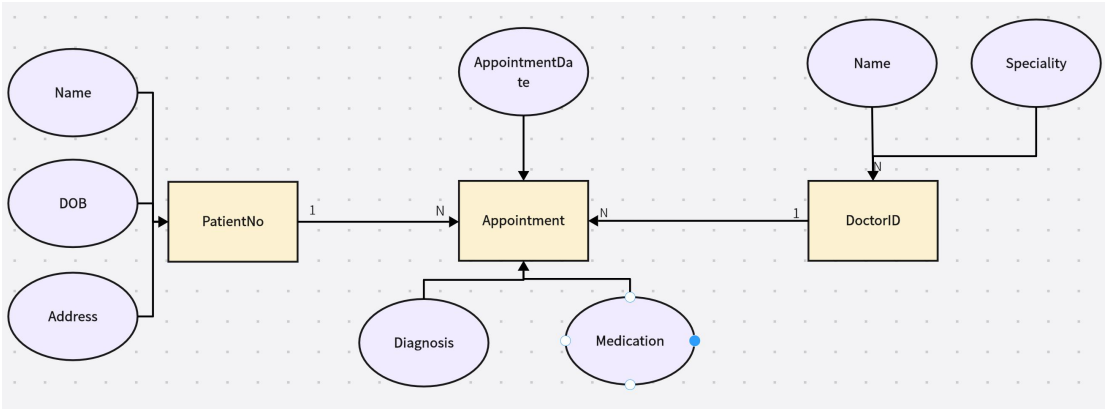 AppointmentDa
te
Name
Speciality
Name
N
DOB
PatientNo
1
N
Appointment
N
1
DoctorID
Address
Diagnosis
Medication